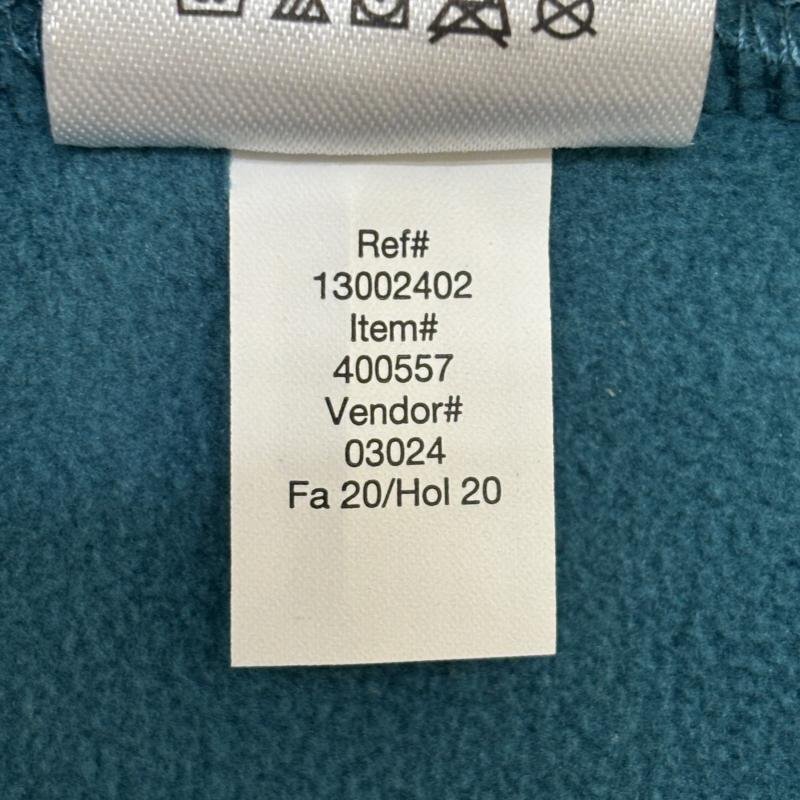 Ref#
13002402
Item#
400557
Vendor#
03024
Fa 20/Hol 20